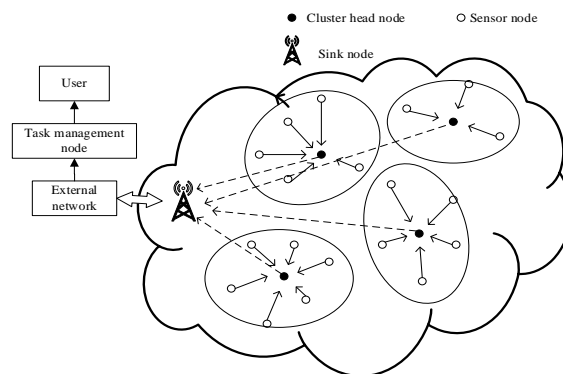 Cluster head node
Sensor node
Sink node
User
Task management
node
External
network